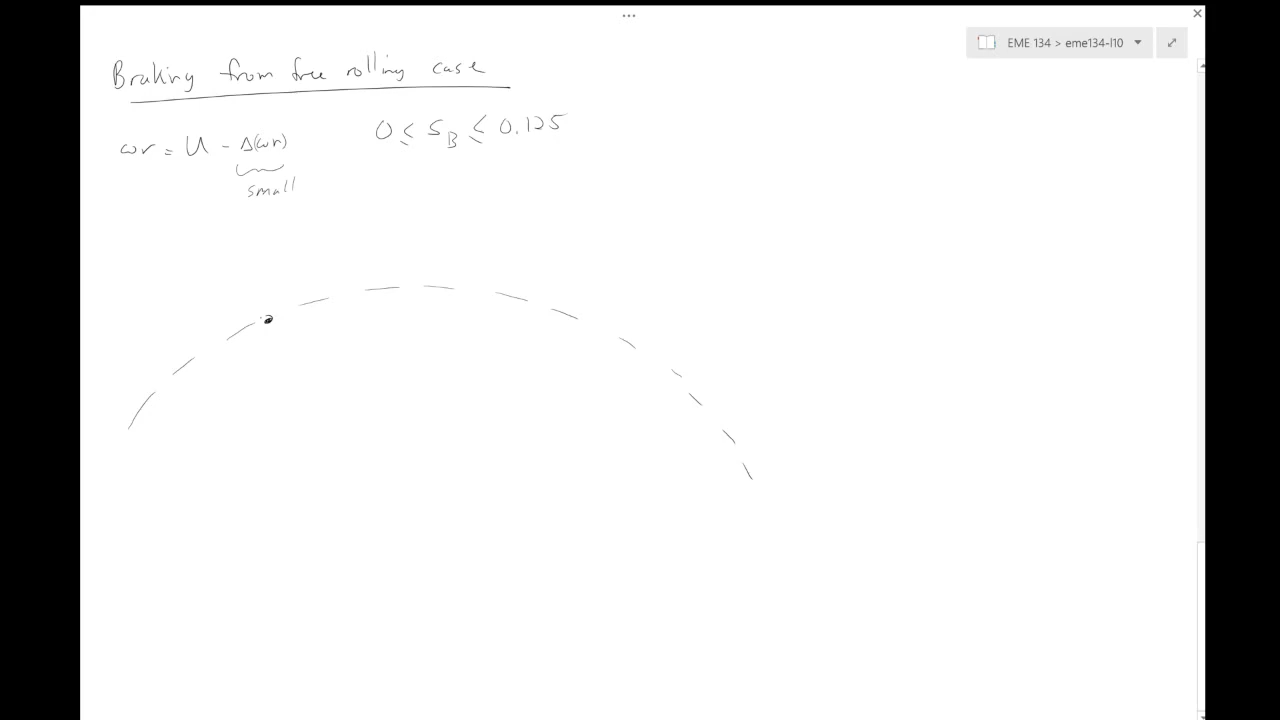 EME 134 > eme134-l10
Braking from free rolling case
ωr = U - Δ(ωr)
small
0 ≤ S_B ≤ 0.125